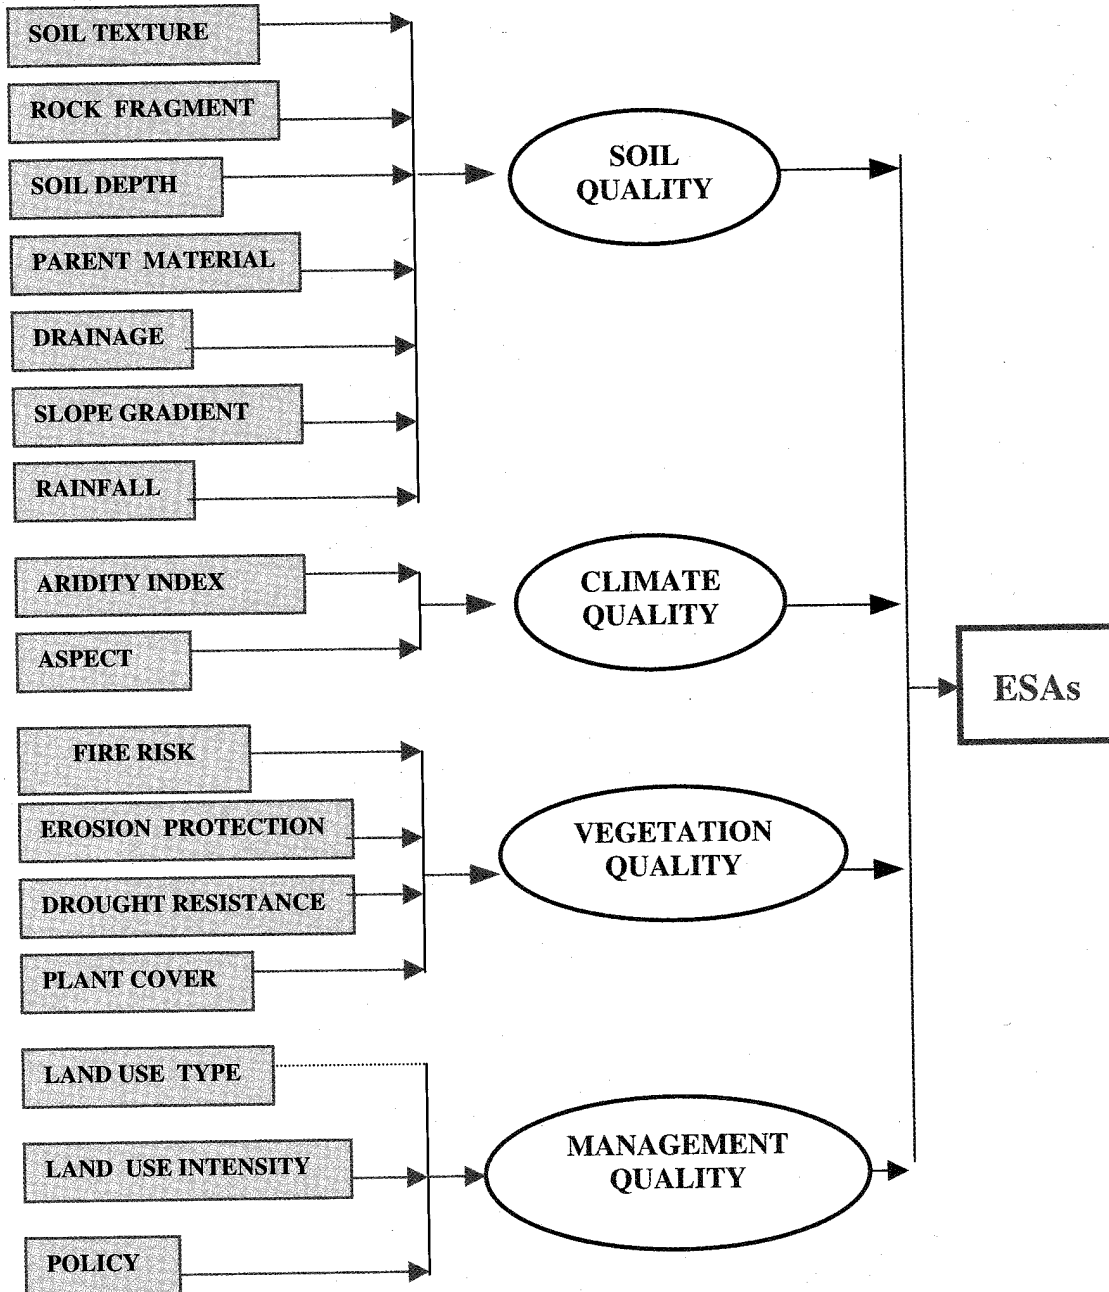 SOIL TEXTURE
ROCK FRAGMENT
SOIL DEPTH
PARENT MATERIAL
DRAINAGE
SLOPE GRADIENT
RAINFALL
SOIL
QUALITY
ARIDITY INDEX
ASPECT
CLIMATE
QUALITY
FIRE RISK
EROSION PROTECTION
DROUGHT RESISTANCE
PLANT COVER
VEGETATION
QUALITY
LAND USE TYPE
LAND USE INTENSITY
POLICY
MANAGEMENT
QUALITY
ESAs